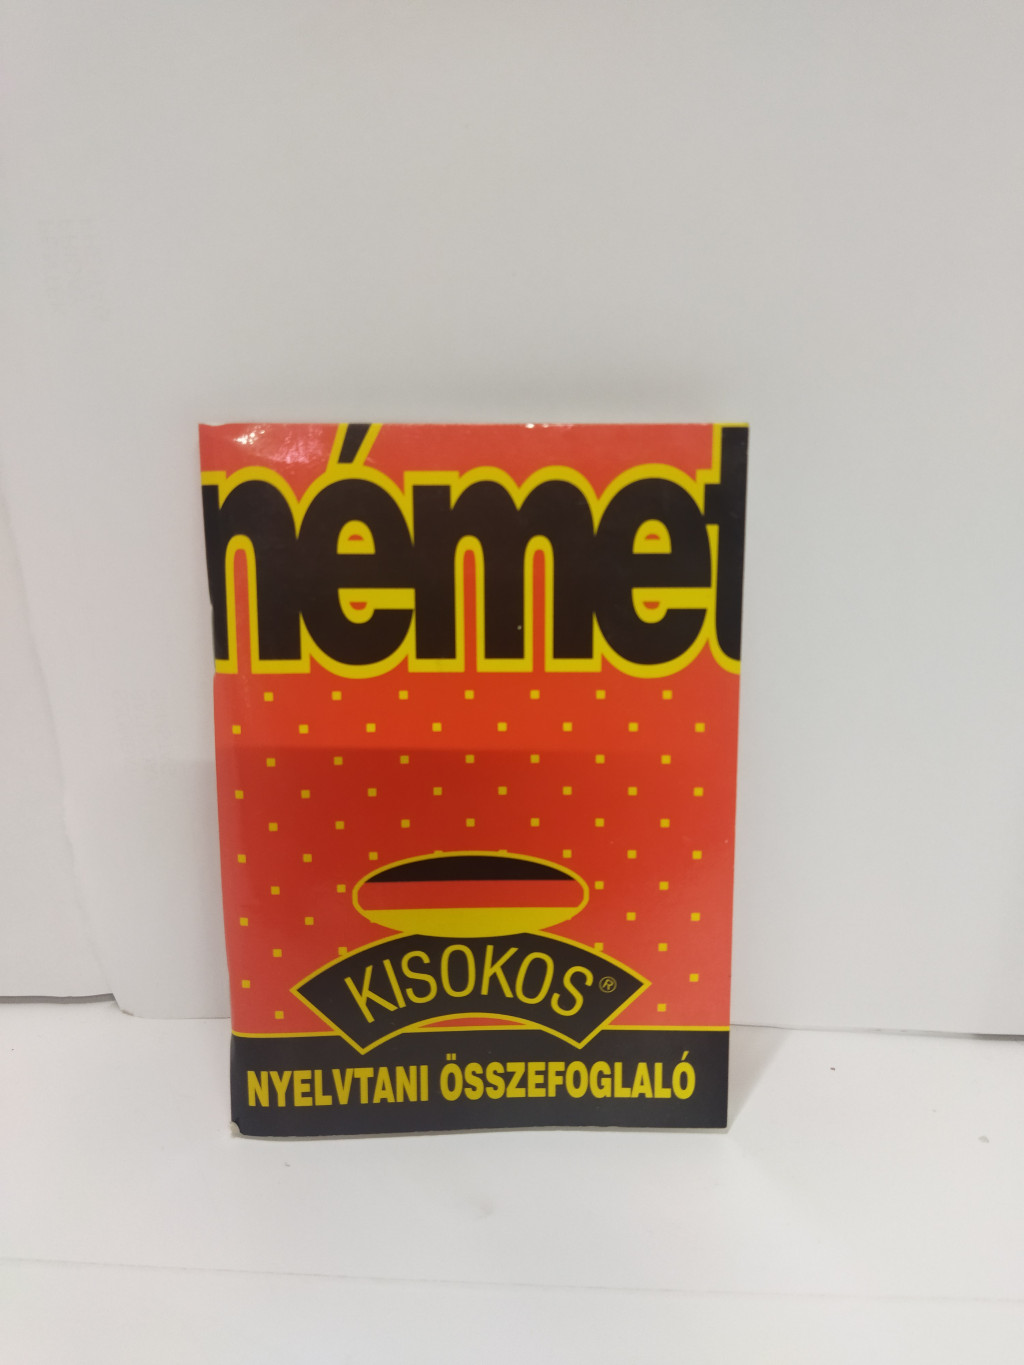 német
KISOKOS®
NYELVTANI ÖSSZEFOGLALÓ